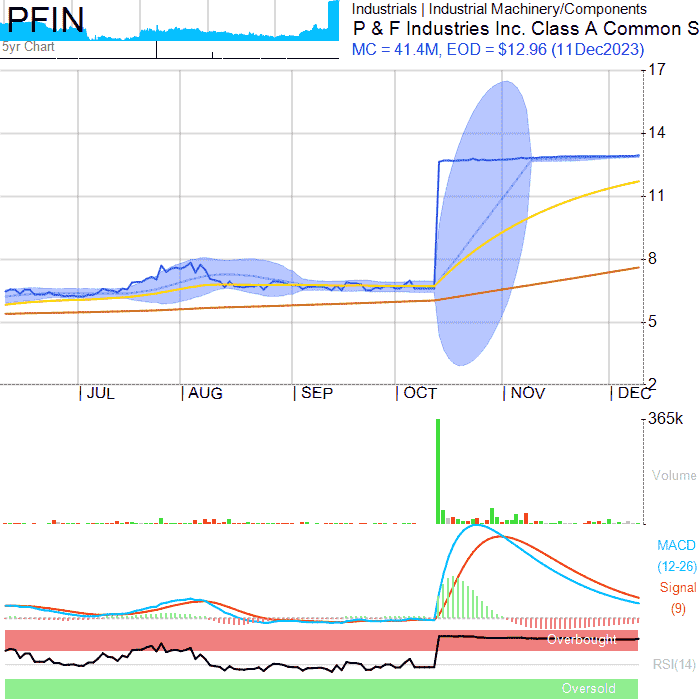 PFIN
5yr Chart
Industrials | Industrial Machinery/Components
P & F Industries Inc. Class A Common S
MC = 41.4M, EOD = $12.96 (11Dec2023)
17
14
11
8
5
2
JUL AUG SEP OCT NOV DEC
365k
Volume
MACD
(12-26)
Signal
(9)
Overbought
RSI(14)
Oversold